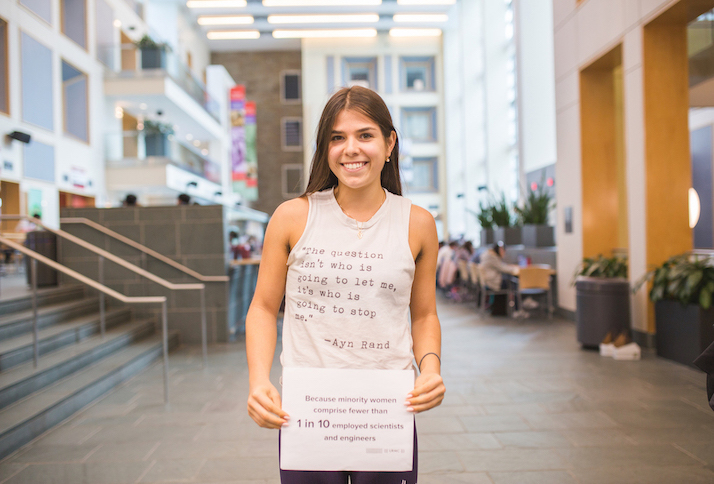 "The question
isn't who is
going to let me,
it's who is
going to stop
me."
—Ayn Rand
Because minority women
comprise fewer than
1 in 10 employed scientists
and engineers